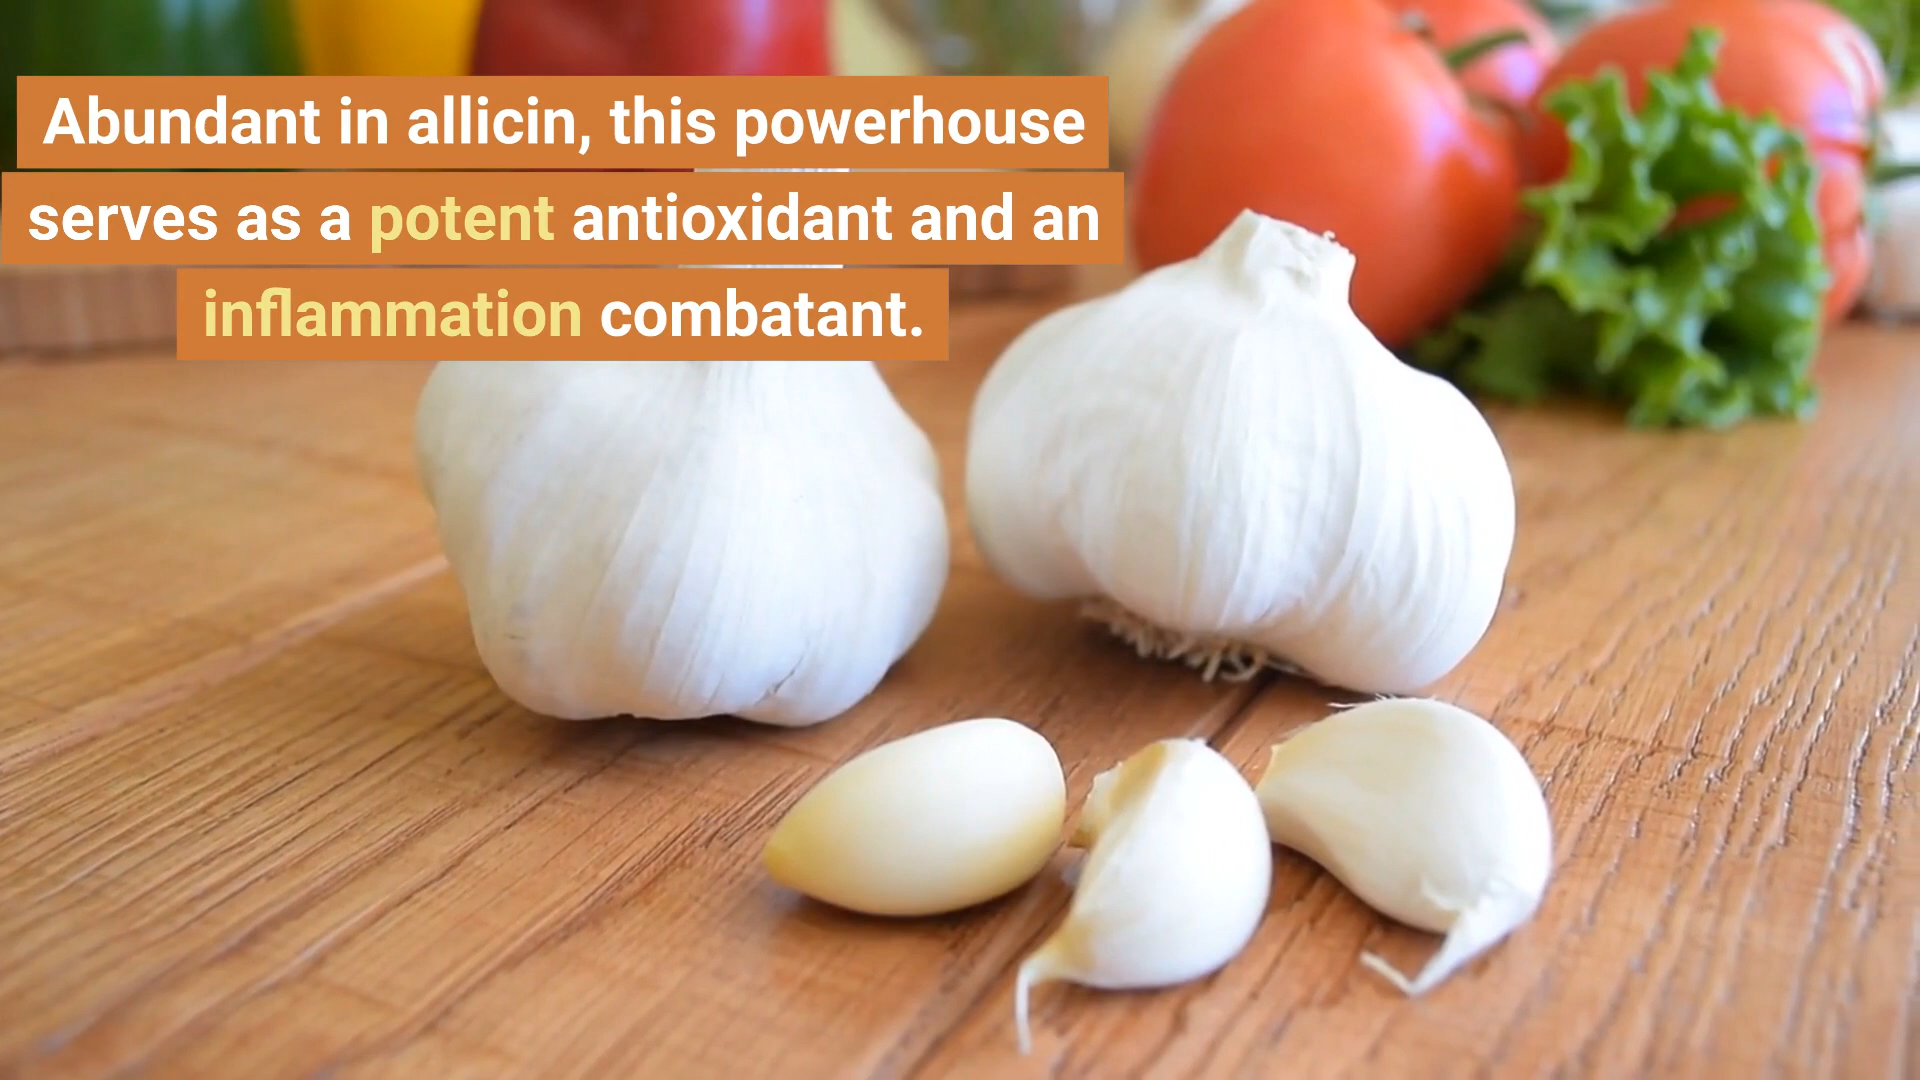 Abundant in allicin, this powerhouse
serves as a potent antioxidant and an
inflammation combatant.